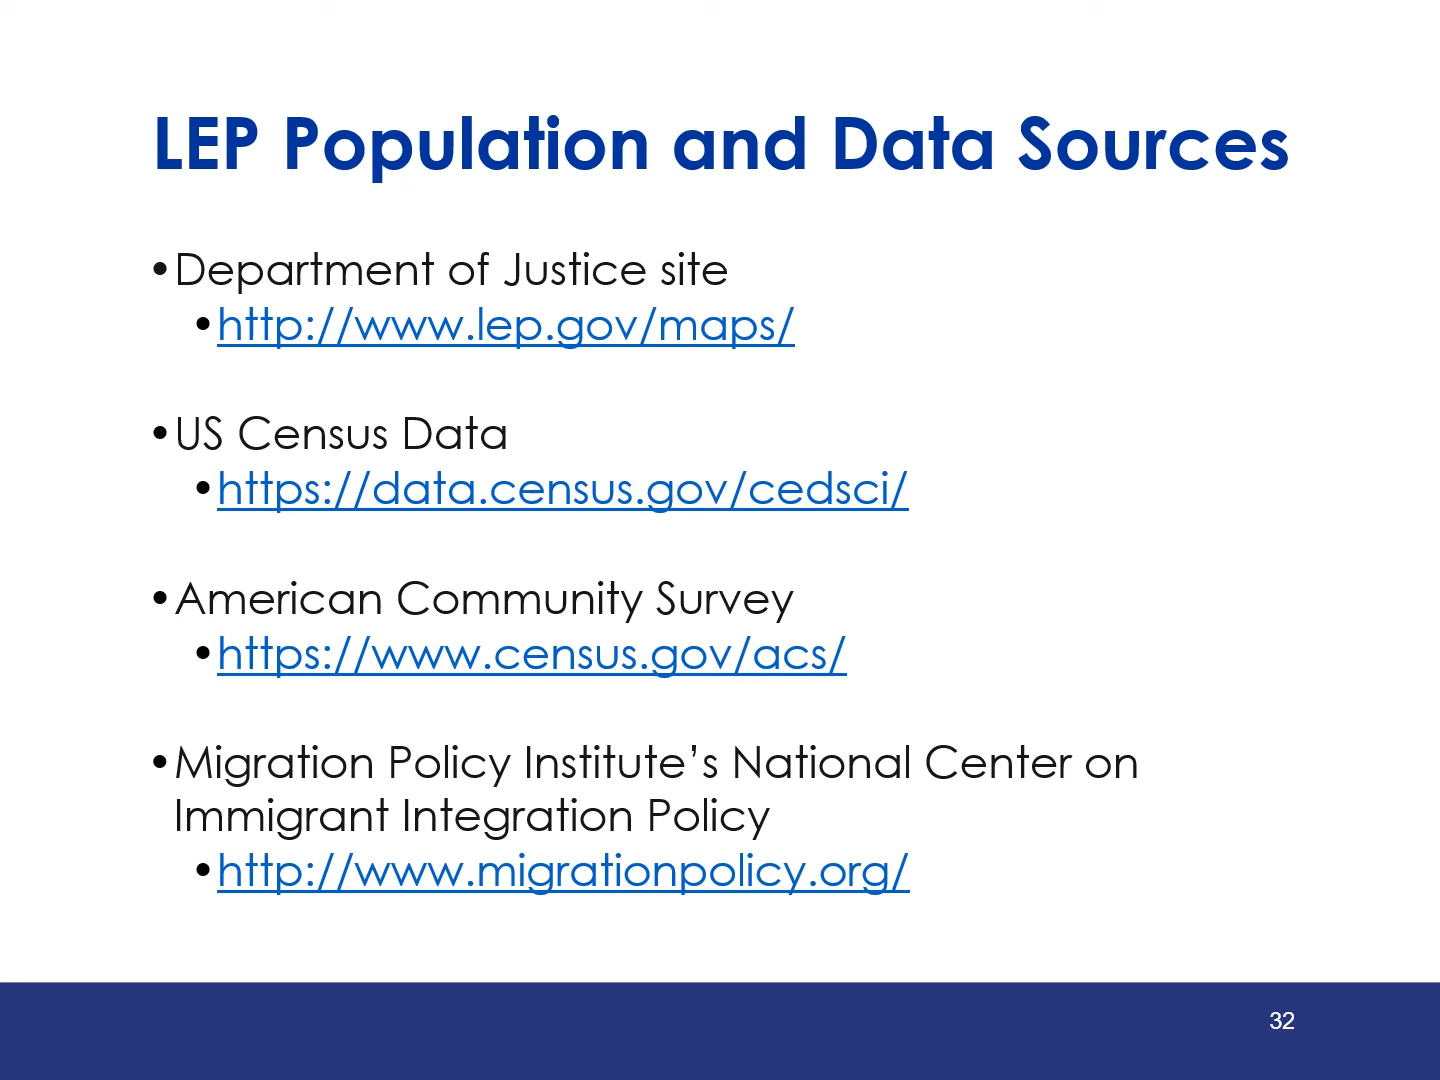 LEP Population and Data Sources
•Department of Justice site
•http://www.lep.gov/maps/
•US Census Data
•https://data.census.gov/cedsci/
•American Community Survey
•https://www.census.gov/acs/
•Migration Policy Institute’s National Center on
Immigrant Integration Policy
•http://www.migrationpolicy.org/
32